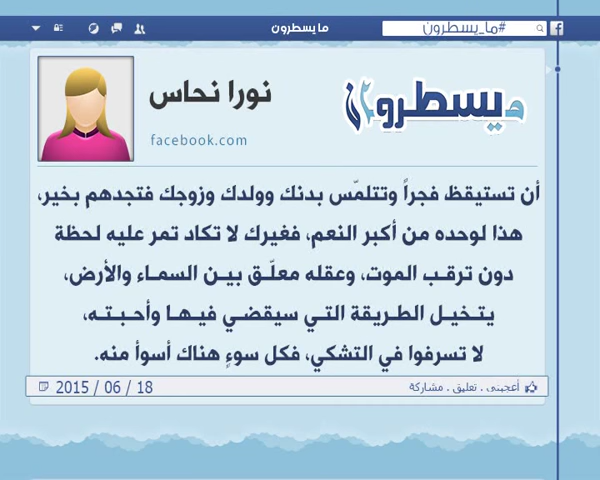 ما يسطرون
#ما_يسطرون
ما يسطرون
نورا نحاس
facebook.com
أن تستيقظ فجراً وتتلمّس بدنك وولدك وزوجك فتجدهم بخير،
هذا لوحده من أكبر النعم، فغيرك لا تكاد تمر عليه لحظة
دون ترقب الموت، وعقله معلّق بين السماء والأرض،
يتخيل الطريقة التي سيقضي فيها وأحبته،
لا تسرفوا في التشكي، فكل سوءٍ هناك أسوأ منه.
أعجبني . تعليق . مشاركة
2015 / 06 / 18